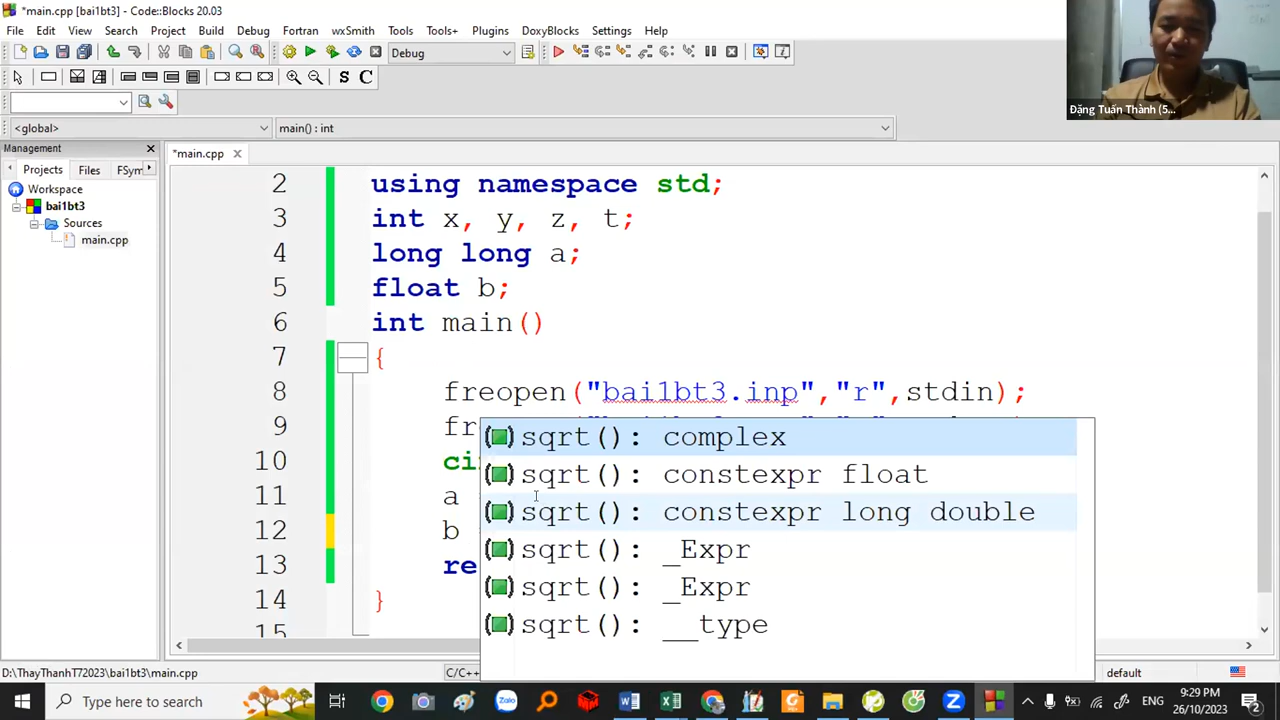 *main.cpp [bai1bt3] - Code::Blocks 20.03
File Edit View Search Project Build Debug Fortran wxSmith Tools Tools+ Plugins DoxyBlocks Settings Help
Debug
S C
<global>
main() : int
Đặng Tuấn Thành (5...
Management
Projects Files FSym
*main.cpp
Workspace
bai1bt3
Sources
main.cpp
2 using namespace std;
3 int x, y, z, t;
4 long long a;
5 float b;
6 int main()
7 {
8 freopen("bai1bt3.inp","r",stdin);
9 fr
10 ci
11 a
12 b
13 re
14 }
15
sqrt(): complex
sqrt(): constexpr float
sqrt(): constexpr long double
sqrt(): _Expr
sqrt(): _Expr
sqrt(): __type
D:\ThayThanhT72023\bai1bt3\main.cpp
C/C++
default
Type here to search
Zalo
ENG
9:29 PM
26/10/2023
2